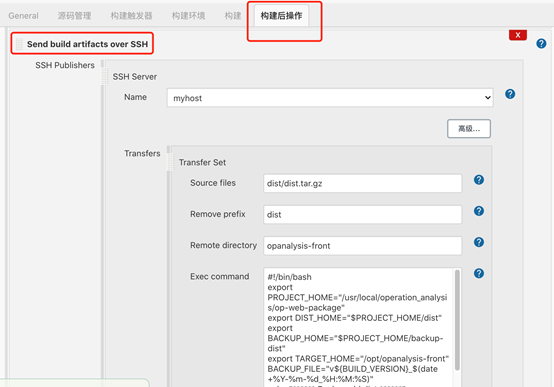 General 源码管理 构建触发器 构建环境 构建 构建后操作
X
Send build artifacts over SSH
SSH Publishers
SSH Server
Name myhost
高级...
Transfers
Transfer Set
Source files dist/dist.tar.gz
Remove prefix dist
Remote directory opanalysis-front
Exec command #!/bin/bash
export
PROJECT_HOME="/usr/local/operation_analys
is/op-web-package"
export DIST_HOME="$PROJECT_HOME/dist"
export
BACKUP_HOME="$PROJECT_HOME/backup-
dist"
export TARGET_HOME="/opt/opanalysis-front"
BACKUP_FILE="v${BUILD_VERSION}_$(date
+%Y-%m-%d_%H:%M:%S)"